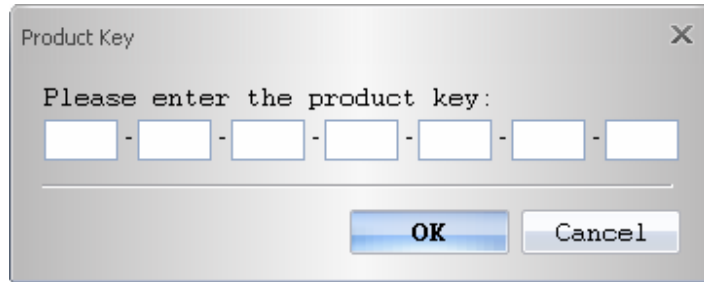 Product Key
Please enter the product key:
- - - - - -
OK Cancel